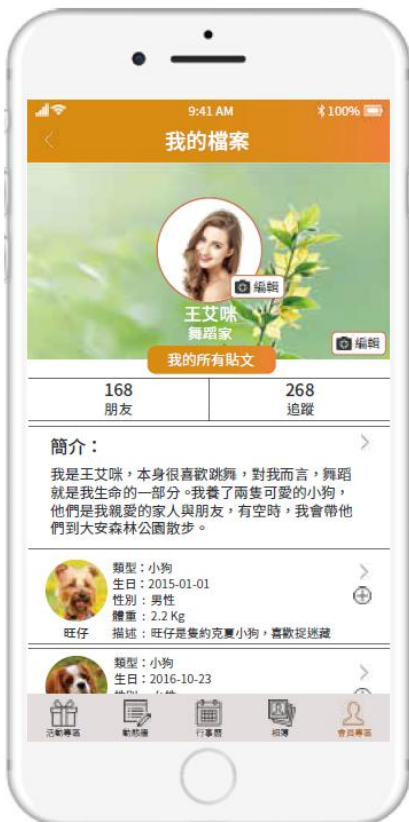 9:41 AM
100%
我的檔案
編輯
王艾咪
舞蹈家
編輯
我的所有貼文
168
朋友
268
追蹤
簡介：
我是王艾咪，本身很喜歡跳舞，對我而言，舞蹈
就是我生命的一部分。我養了兩隻可愛的小狗，
他們是我親愛的家人與朋友，有空時，我會帶他
們到大安森林公園散步。
類型：小狗
生日：2015-01-01
性別：男性
體重：2.2 Kg
旺仔
描述：旺仔是隻約克夏小狗，喜歡捉迷藏
類型：小狗
生日：2016-10-23
活動專區
動態牆
行事曆
相簿
會員專區